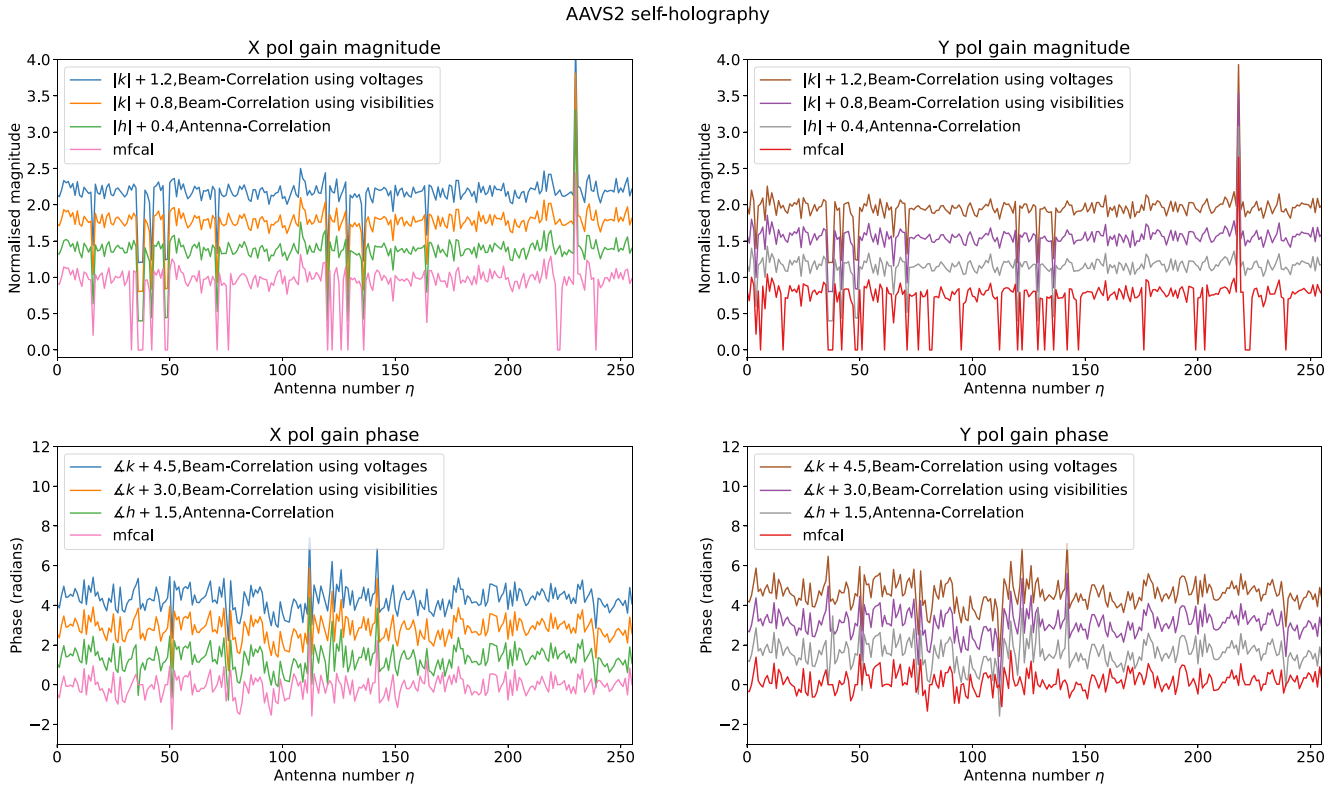 AAVS2 self-holography
X pol gain magnitude
4.0
3.5
3.0
2.5
2.0
1.5
1.0
0.5
0.0
Normalised magnitude
|k| + 1.2,Beam-Correlation using voltages
|k| + 0.8,Beam-Correlation using visibilities
|h| + 0.4,Antenna-Correlation
mfcal
0 50 100 150 200 250
Antenna number η
Y pol gain magnitude
4.0
3.5
3.0
2.5
2.0
1.5
1.0
0.5
0.0
Normalised magnitude
|k| + 1.2,Beam-Correlation using voltages
|k| + 0.8,Beam-Correlation using visibilities
|h| + 0.4,Antenna-Correlation
mfcal
0 50 100 150 200 250
Antenna number η
X pol gain phase
12
10
8
6
4
2
0
−2
Phase (radians)
∡k + 4.5,Beam-Correlation using voltages
∡k + 3.0,Beam-Correlation using visibilities
∡h + 1.5,Antenna-Correlation
mfcal
0 50 100 150 200 250
Antenna number η
Y pol gain phase
12
10
8
6
4
2
0
−2
Phase (radians)
∡k + 4.5,Beam-Correlation using voltages
∡k + 3.0,Beam-Correlation using visibilities
∡h + 1.5,Antenna-Correlation
mfcal
0 50 100 150 200 250
Antenna number η